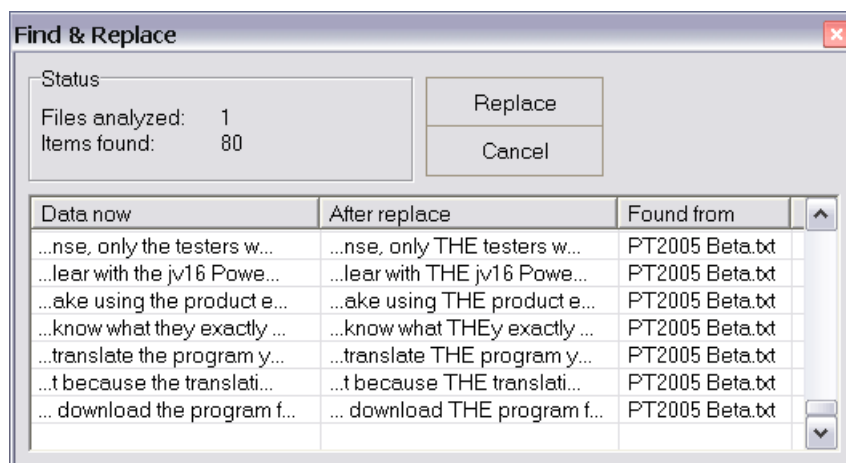 Find & Replace
Status
Files analyzed: 1
Items found: 80
Replace
Cancel
Data now After replace Found from
...nse, only the testers w... ...nse, only THE testers w... PT2005 Beta.txt
...lear with the jv16 Powe... ...lear with THE jv16 Powe... PT2005 Beta.txt
...ake using the product e... ...ake using THE product e... PT2005 Beta.txt
...know what they exactly ... ...know what THEy exactly ... PT2005 Beta.txt
...translate the program y... ...translate THE program y... PT2005 Beta.txt
...t because the translati... ...t because THE translati... PT2005 Beta.txt
... download the program f... ... download THE program f... PT2005 Beta.txt